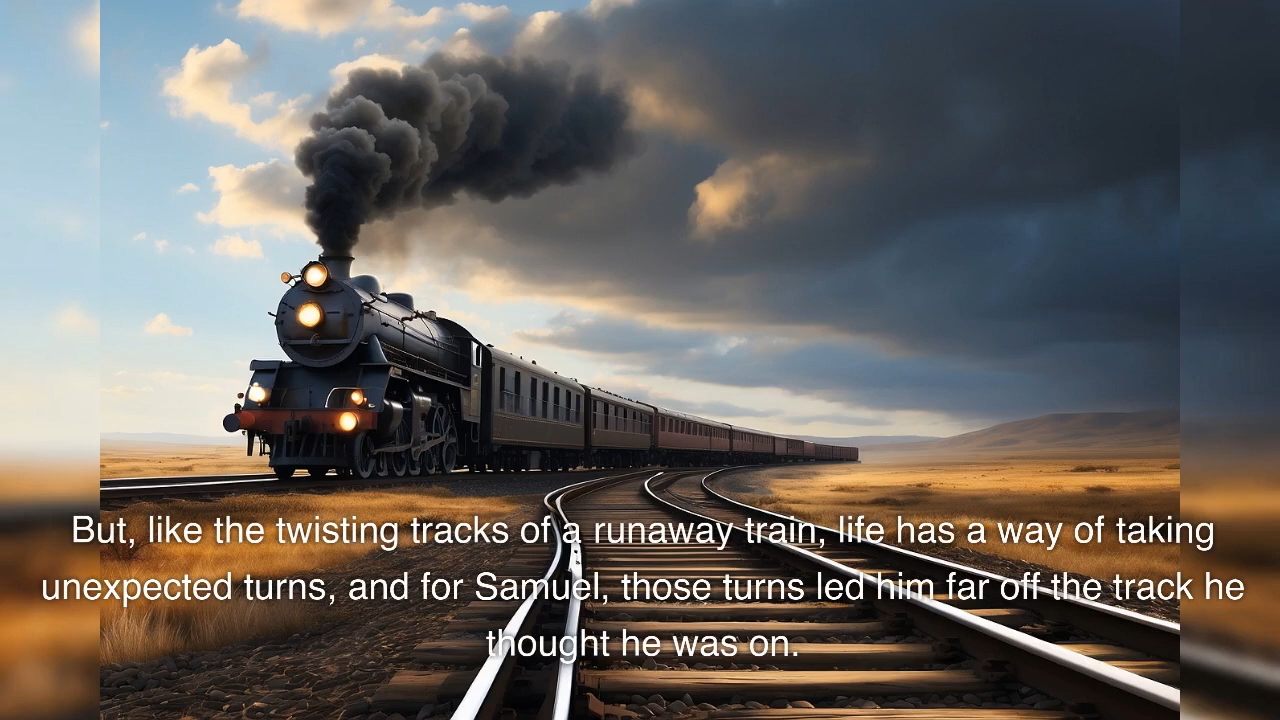 But, like the twisting tracks of a runaway train, life has a way of taking
unexpected turns, and for Samuel, those turns led him far off the track he
thought he was on.